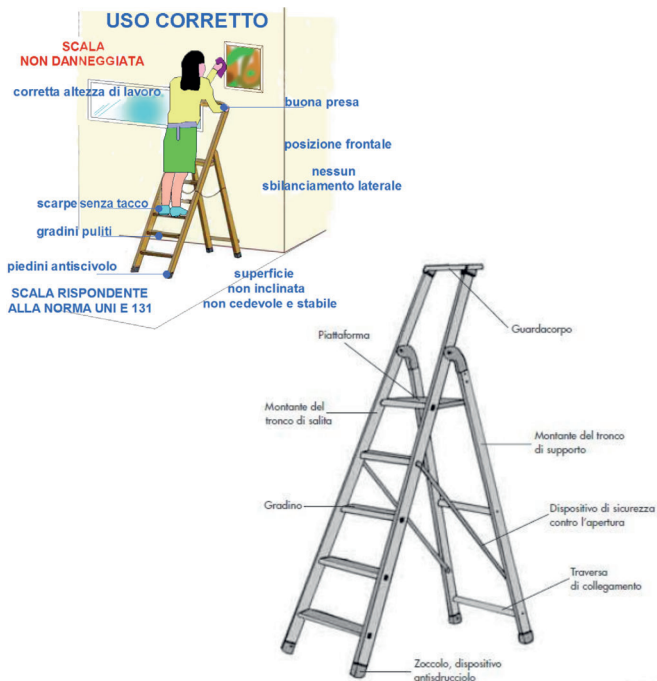 USO CORRETTO
SCALA
NON DANNEGGIATA
corretta altezza di lavoro
buona presa
posizione frontale
nessun
sbilanciamento laterale
scarpe senza tacco
gradini puliti
piedini antiscivolo
superficie
non inclinata
non cedevole e stabile
SCALA RISPONDENTE
ALLA NORMA UNI E 131
Guardacorpo
Piattaforma
Montante del
tronco di salita
Montante del tronco
di supporto
Gradino
Dispositivo di sicurezza
contro l'apertura
Traversa
di collegamento
Zoccolo, dispositivo
antisdrucciolo